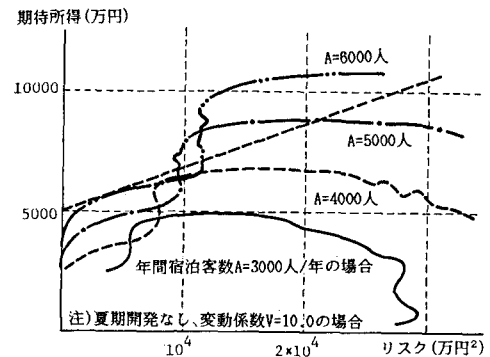 期待所得(万円)
A=6000人
10000
A=5000人
A=4000人
5000
年間宿泊客数A=3000人/年の場合
注)夏期開発なし、変動係数V=10.0の場合
10⁴
2×10⁴
リスク(万円²)